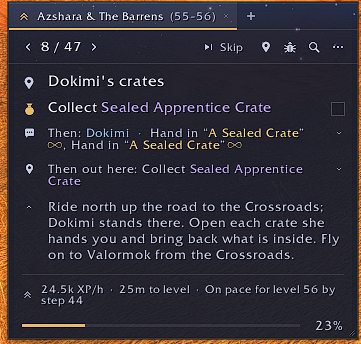 Azshara & The Barrens (55-56) × +
8 / 47 Skip
Dokimi's crates
Collect Sealed Apprentice Crate
Then: Dokimi · Hand in "A Sealed Crate"
∞, Hand in "A Sealed Crate" ∞
Then out here: Collect Sealed Apprentice
Crate
Ride north up the road to the Crossroads;
Dokimi stands there. Open each crate she
hands you and bring back what is inside. Fly
on to Valormok from the Crossroads.
24.5k XP/h · 25m to level · On pace for level 56 by
step 44
23%